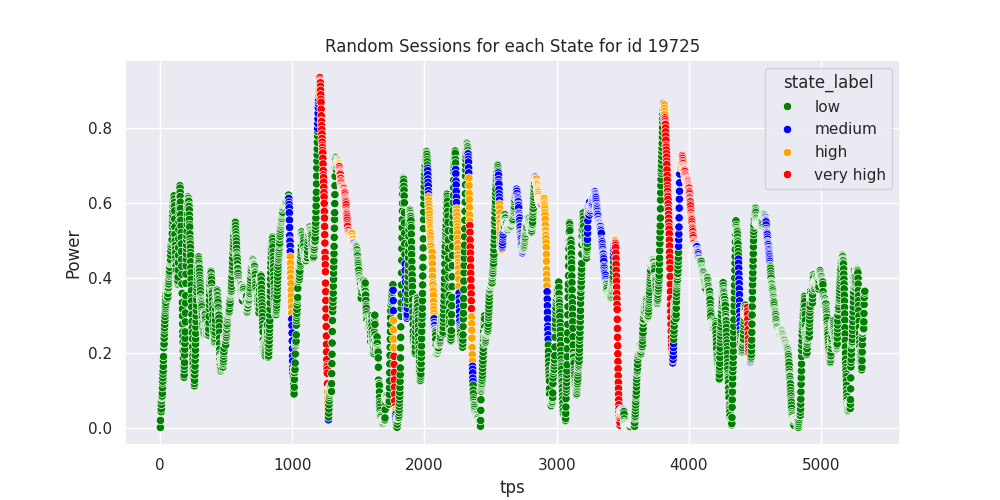 Random Sessions for each State for id 19725
state_label
low
medium
high
very high
Power
0.8
0.6
0.4
0.2
0.0
0 1000 2000 3000 4000 5000
tps